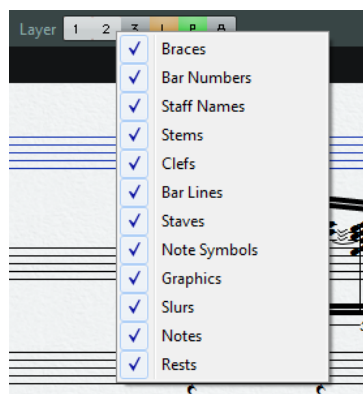 Layer 1 2 3 L P A
Braces
Bar Numbers
Staff Names
Stems
Clefs
Bar Lines
Staves
Note Symbols
Graphics
Slurs
Notes
Rests